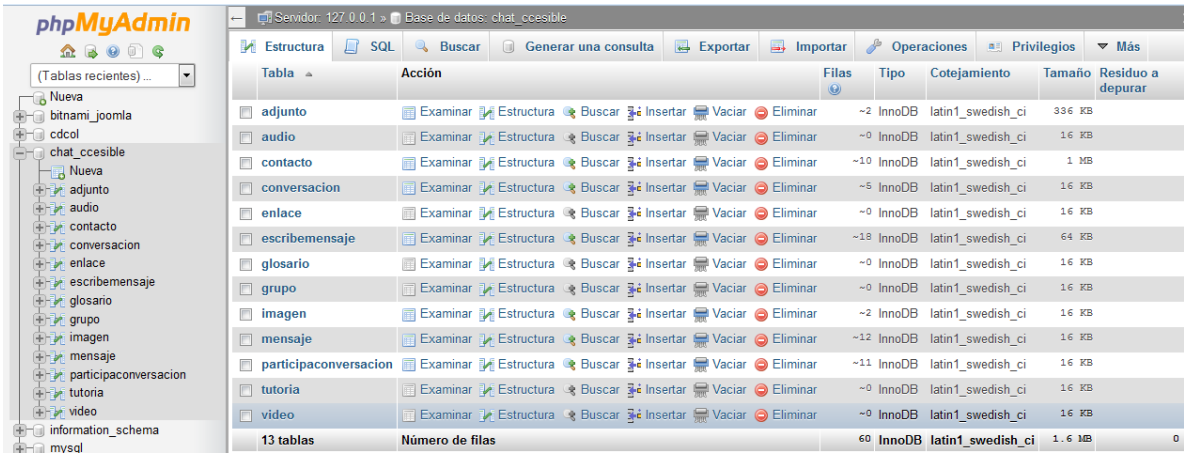 phpMyAdmin
(Tablas recientes) ...
Nueva
bitnami_joomla
cdcol
chat_ccesible
Nueva
adjunto
audio
contacto
conversacion
enlace
escribemensaje
glosario
grupo
imagen
mensaje
participaconversacion
tutoria
video
information_schema
mysql
Servidor: 127.0.0.1 » Base de datos: chat_ccesible
Estructura SQL Buscar Generar una consulta Exportar Importar Operaciones Privilegios Más
Tabla Acción Filas Tipo Cotejamiento Tamaño Residuo a depurar
adjunto Examinar Estructura Buscar Insertar Vaciar Eliminar ~2 InnoDB latin1_swedish_ci 336 KB
audio Examinar Estructura Buscar Insertar Vaciar Eliminar ~0 InnoDB latin1_swedish_ci 16 KB
contacto Examinar Estructura Buscar Insertar Vaciar Eliminar ~10 InnoDB latin1_swedish_ci 1 MB
conversacion Examinar Estructura Buscar Insertar Vaciar Eliminar ~5 InnoDB latin1_swedish_ci 16 KB
enlace Examinar Estructura Buscar Insertar Vaciar Eliminar ~0 InnoDB latin1_swedish_ci 16 KB
escribemensaje Examinar Estructura Buscar Insertar Vaciar Eliminar ~18 InnoDB latin1_swedish_ci 64 KB
glosario Examinar Estructura Buscar Insertar Vaciar Eliminar ~0 InnoDB latin1_swedish_ci 16 KB
grupo Examinar Estructura Buscar Insertar Vaciar Eliminar ~0 InnoDB latin1_swedish_ci 16 KB
imagen Examinar Estructura Buscar Insertar Vaciar Eliminar ~2 InnoDB latin1_swedish_ci 16 KB
mensaje Examinar Estructura Buscar Insertar Vaciar Eliminar ~12 InnoDB latin1_swedish_ci 16 KB
participaconversacion Examinar Estructura Buscar Insertar Vaciar Eliminar ~11 InnoDB latin1_swedish_ci 16 KB
tutoria Examinar Estructura Buscar Insertar Vaciar Eliminar ~0 InnoDB latin1_swedish_ci 16 KB
video Examinar Estructura Buscar Insertar Vaciar Eliminar ~0 InnoDB latin1_swedish_ci 16 KB
13 tablas Número de filas 60 InnoDB latin1_swedish_ci 1.6 MB 0